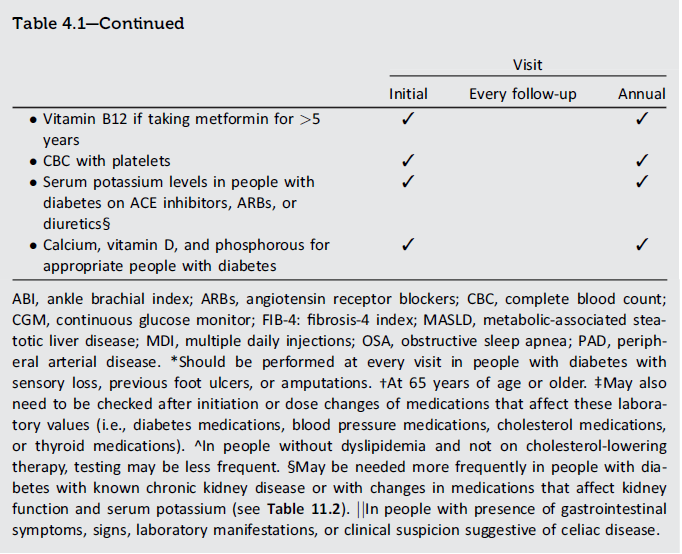 Table 4.1—Continued
Visit
Initial Every follow-up Annual
● Vitamin B12 if taking metformin for >5 ✓ ✓
years
● CBC with platelets ✓ ✓
● Serum potassium levels in people with ✓ ✓
diabetes on ACE inhibitors, ARBs, or
diuretics§
● Calcium, vitamin D, and phosphorous for ✓ ✓
appropriate people with diabetes
ABI, ankle brachial index; ARBs, angiotensin receptor blockers; CBC, complete blood count;
CGM, continuous glucose monitor; FIB-4: fibrosis-4 index; MASLD, metabolic-associated stea-
totic liver disease; MDI, multiple daily injections; OSA, obstructive sleep apnea; PAD, periph-
eral arterial disease. *Should be performed at every visit in people with diabetes with
sensory loss, previous foot ulcers, or amputations. †At 65 years of age or older. ‡May also
need to be checked after initiation or dose changes of medications that affect these labora-
tory values (i.e., diabetes medications, blood pressure medications, cholesterol medications,
or thyroid medications). ^In people without dyslipidemia and not on cholesterol-lowering
therapy, testing may be less frequent. §May be needed more frequently in people with dia-
betes with known chronic kidney disease or with changes in medications that affect kidney
function and serum potassium (see Table 11.2). ||In people with presence of gastrointestinal
symptoms, signs, laboratory manifestations, or clinical suspicion suggestive of celiac disease.